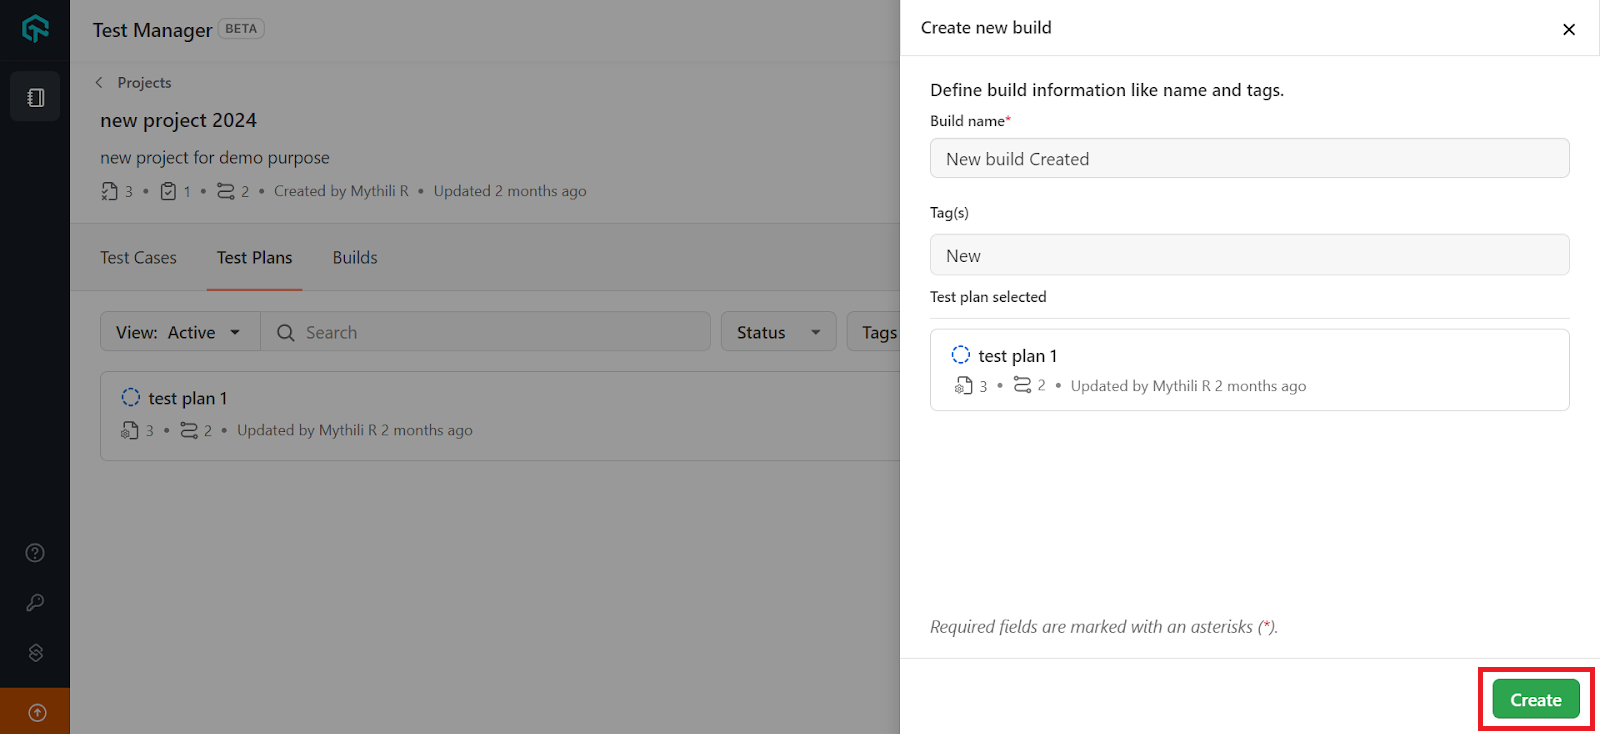 Test Manager BETA
Projects
new project 2024
new project for demo purpose
3 • 1 • 2 • Created by Mythili R • Updated 2 months ago
Test Cases Test Plans Builds
View: Active Search Status Tags
test plan 1
3 • 2 • Updated by Mythili R 2 months ago
Create new build
Define build information like name and tags.
Build name*
New build Created
Tag(s)
New
Test plan selected
test plan 1
3 • 2 • Updated by Mythili R 2 months ago
Required fields are marked with an asterisks (*).
Create